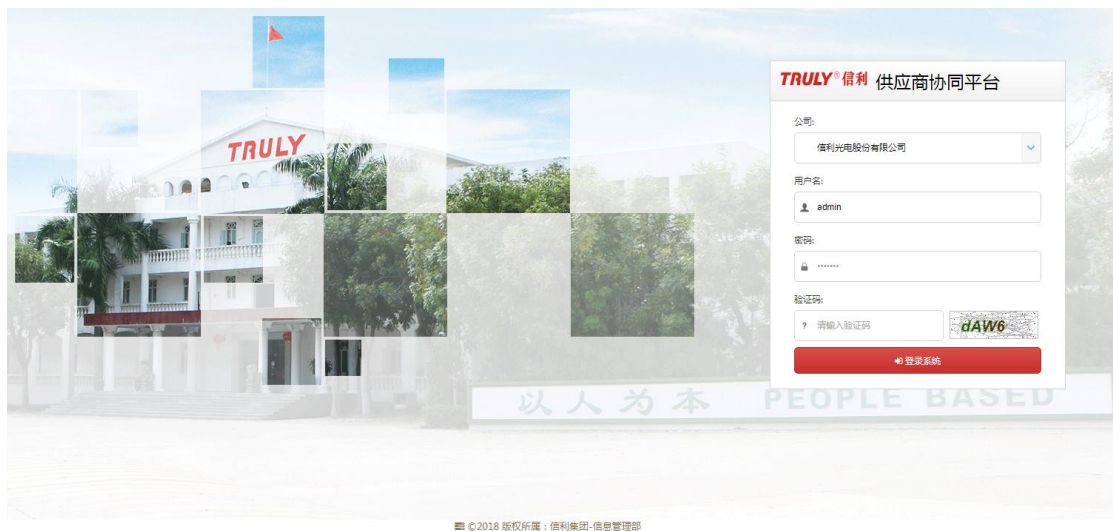 TRULY
TRULY®信利 供应商协同平台
公司:
信利光电股份有限公司
用户名:
admin
密码:
•••••••
验证码:
? 请输入验证码
dAW6
登录系统
以人为本 PEOPLE BASED
©2018 版权所属：信利集团-信息管理部